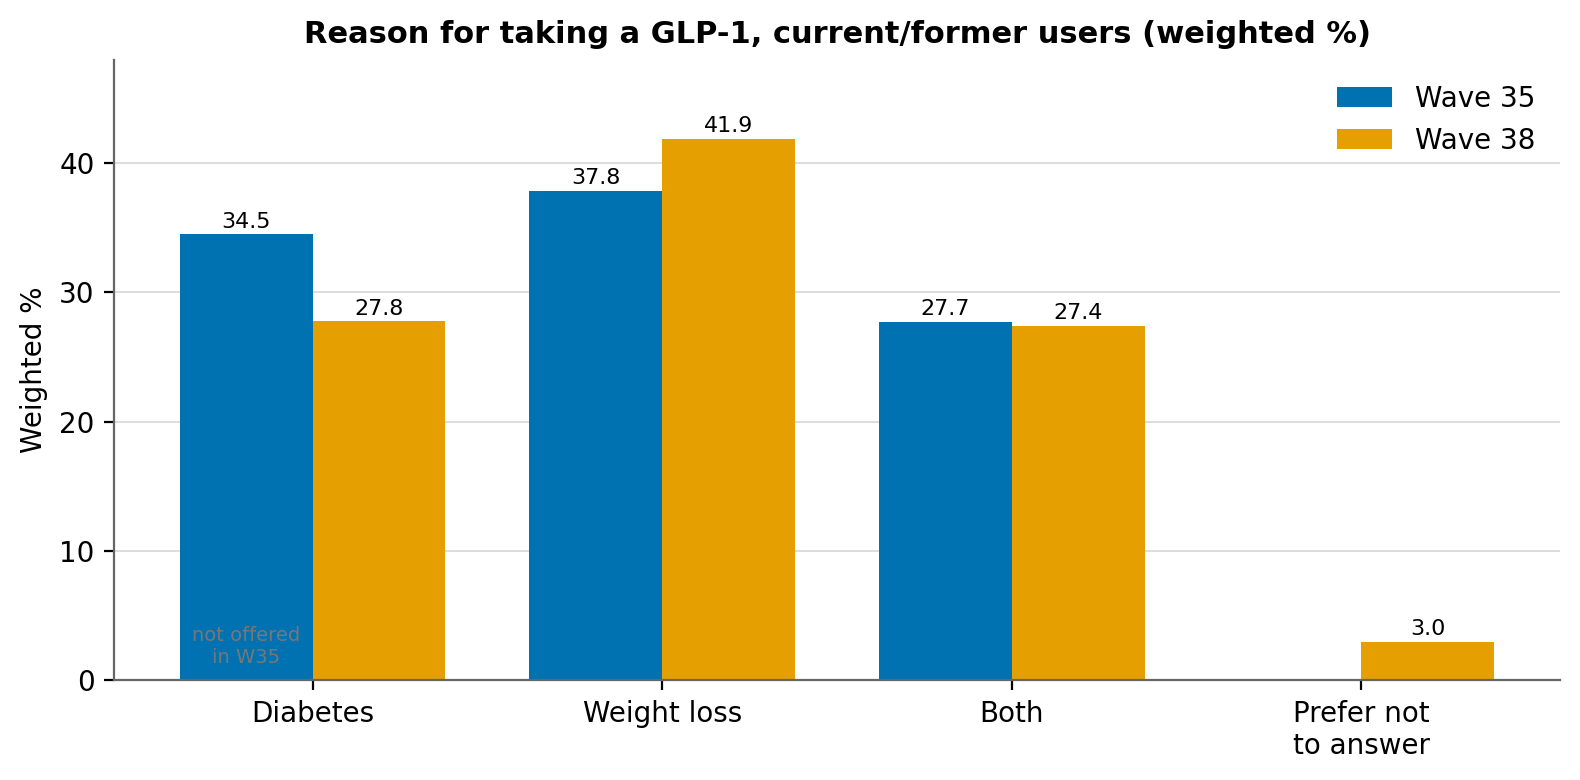 Reason for taking a GLP-1, current/former users (weighted %)
Wave 35
Wave 38
Weighted %
40
30
20
10
0
34.5
27.8
37.8
41.9
27.7
27.4
3.0
not offered
in W35
Diabetes
Weight loss
Both
Prefer not
to answer